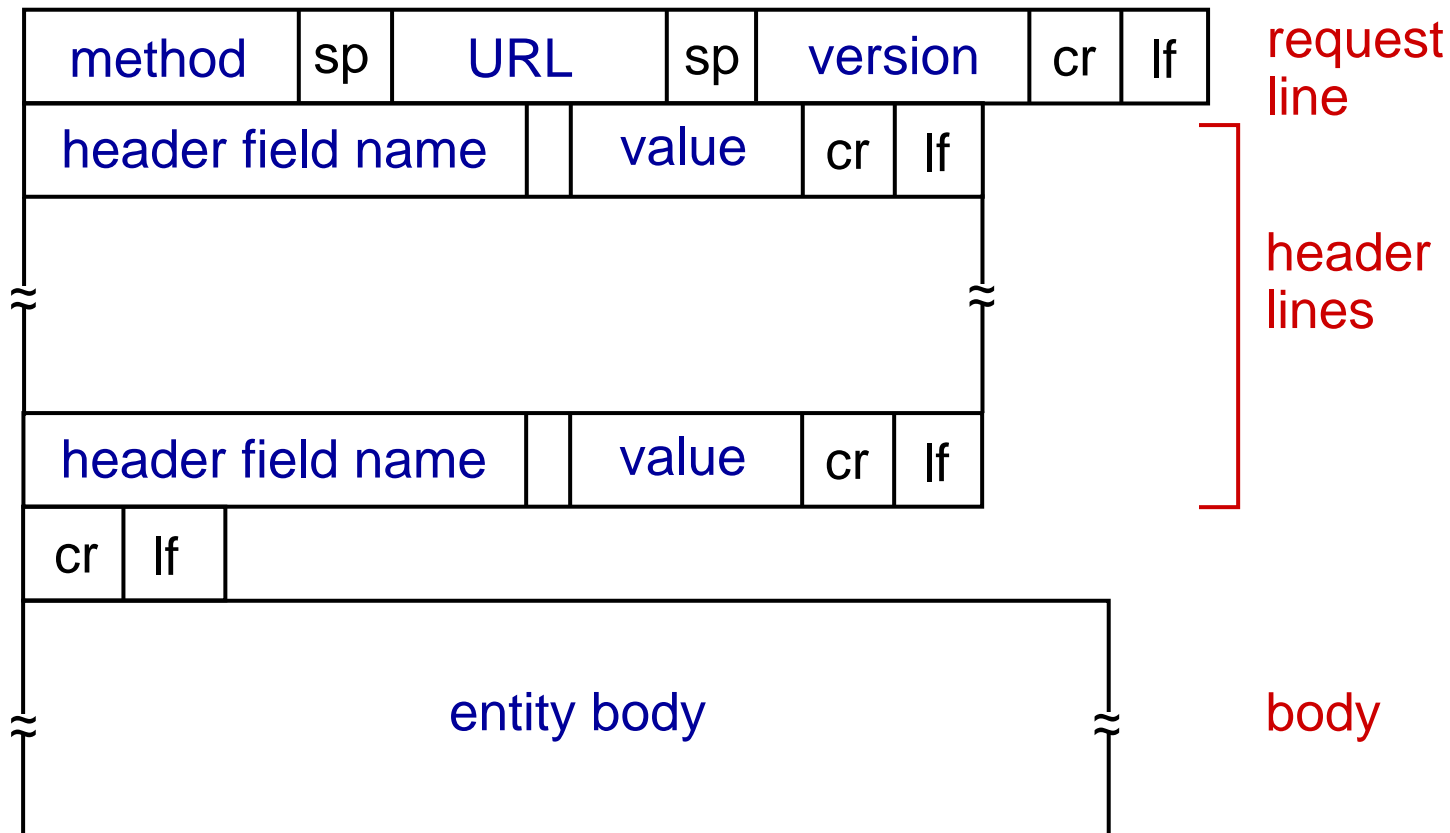 method sp URL sp version cr lf request
line
header field name value cr lf
header
lines
≈ ≈
header field name value cr lf
cr lf
≈ entity body ≈ body